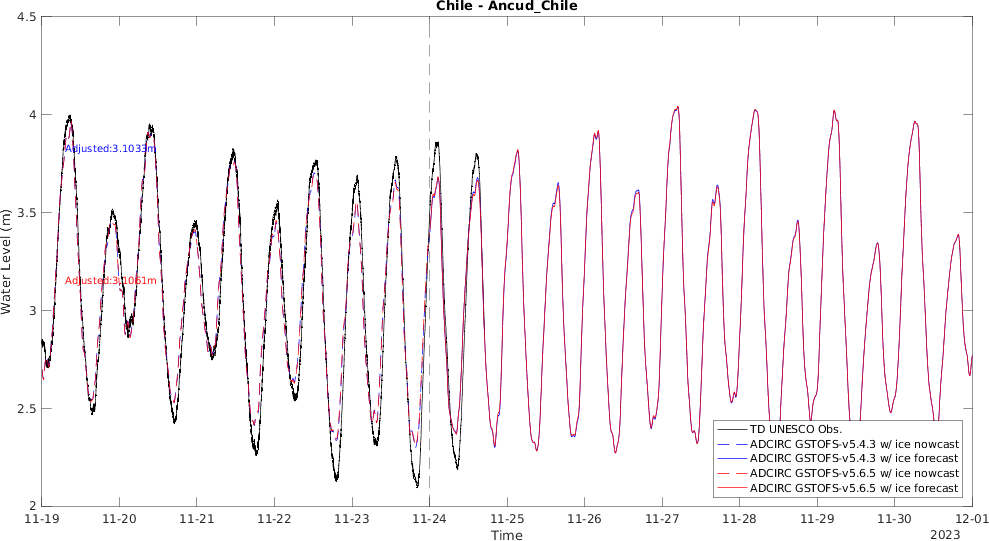 Chile - Ancud_Chile
4.5
4
3.5
3
2.5
2
Water Level (m)
Adjusted:3.1033m
Adjusted:3.1061m
TD UNESCO Obs.
ADCIRC GSTOFS-v5.4.3 w/ ice nowcast
ADCIRC GSTOFS-v5.4.3 w/ ice forecast
ADCIRC GSTOFS-v5.6.5 w/ ice nowcast
ADCIRC GSTOFS-v5.6.5 w/ ice forecast
11-19 11-20 11-21 11-22 11-23 11-24 11-25 11-26 11-27 11-28 11-29 11-30 12-01
Time
2023